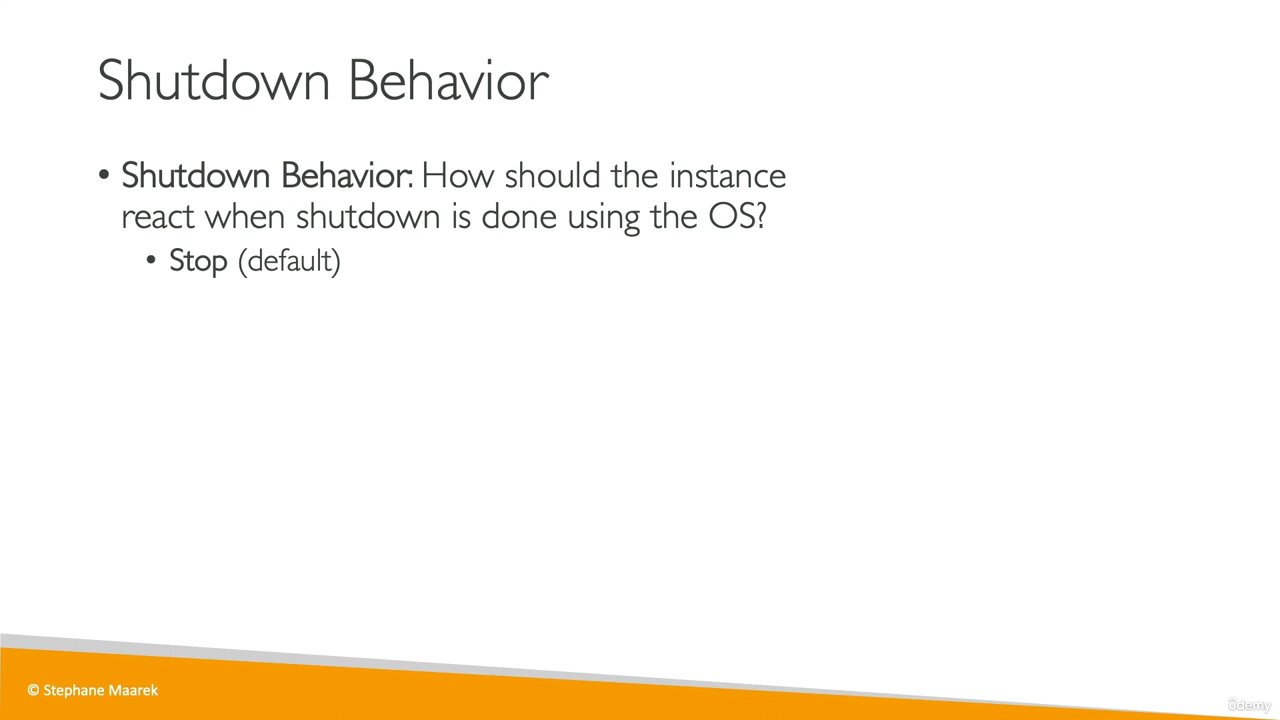 Shutdown Behavior
• Shutdown Behavior: How should the instance
react when shutdown is done using the OS?
• Stop (default)
© Stephane Maarek
ûdemy